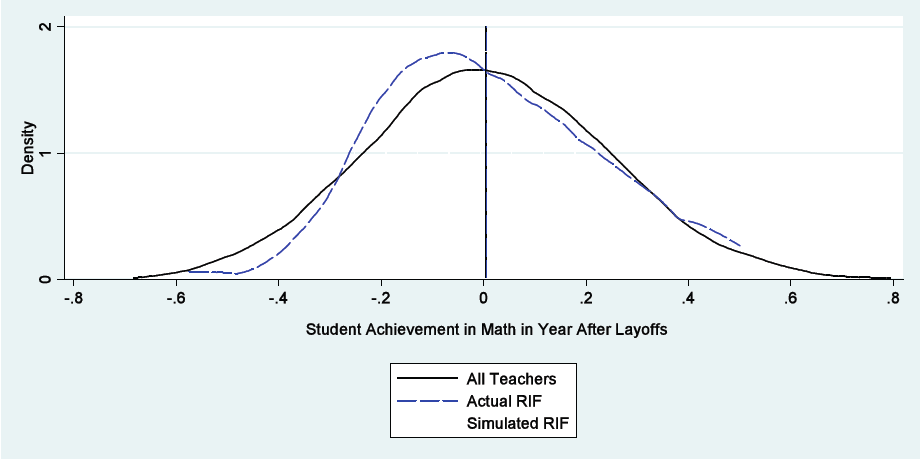 2
1
0
Density
-.8 -.6 -.4 -.2 0 .2 .4 .6 .8
Student Achievement in Math in Year After Layoffs
All Teachers
Actual RIF
Simulated RIF